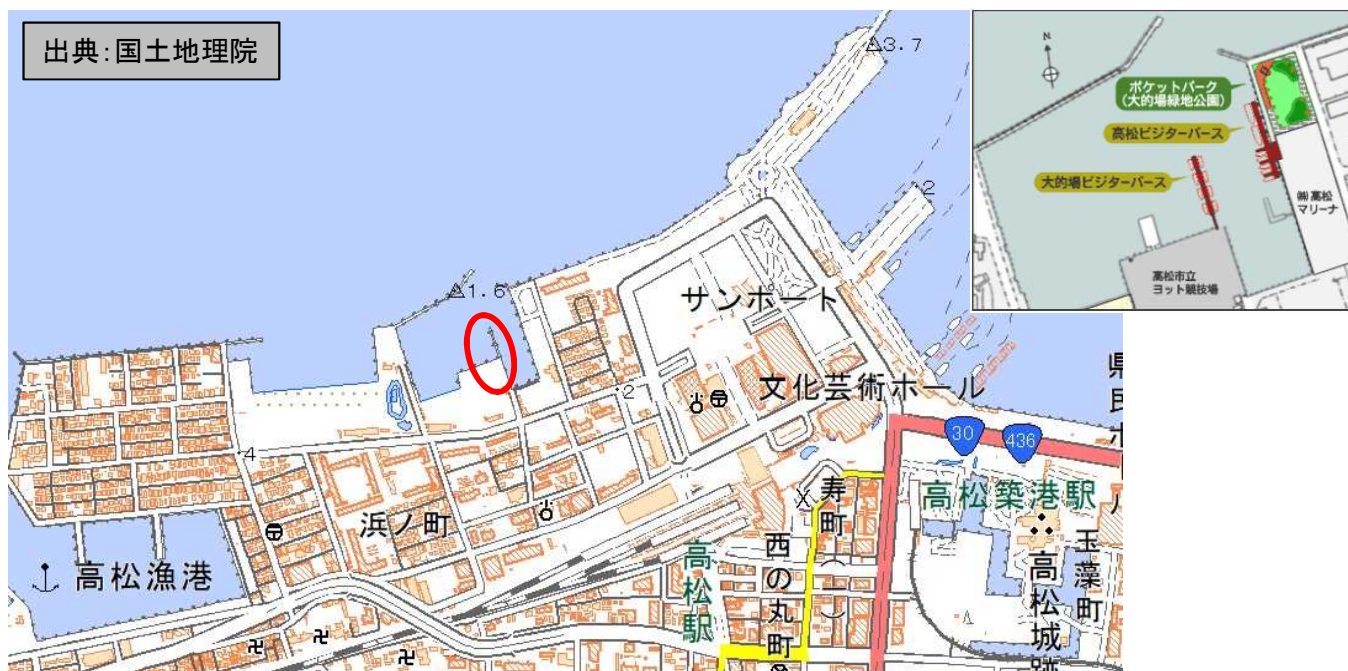 出典：国土地理院
△3.7
N
ポケットパーク
(大的場緑地公園)
高松ビジターバース
大的場ビジターバース
㈱高松
マリーナ
高松市立
ヨット競技場
・2
△1.6
サンポート
・2
文化芸術ホール
県民ホ
30
436
・4
浜ノ町
高松漁港
高松駅
西の丸町
寿町(一)
高松築港駅
玉藻町
高松城跡